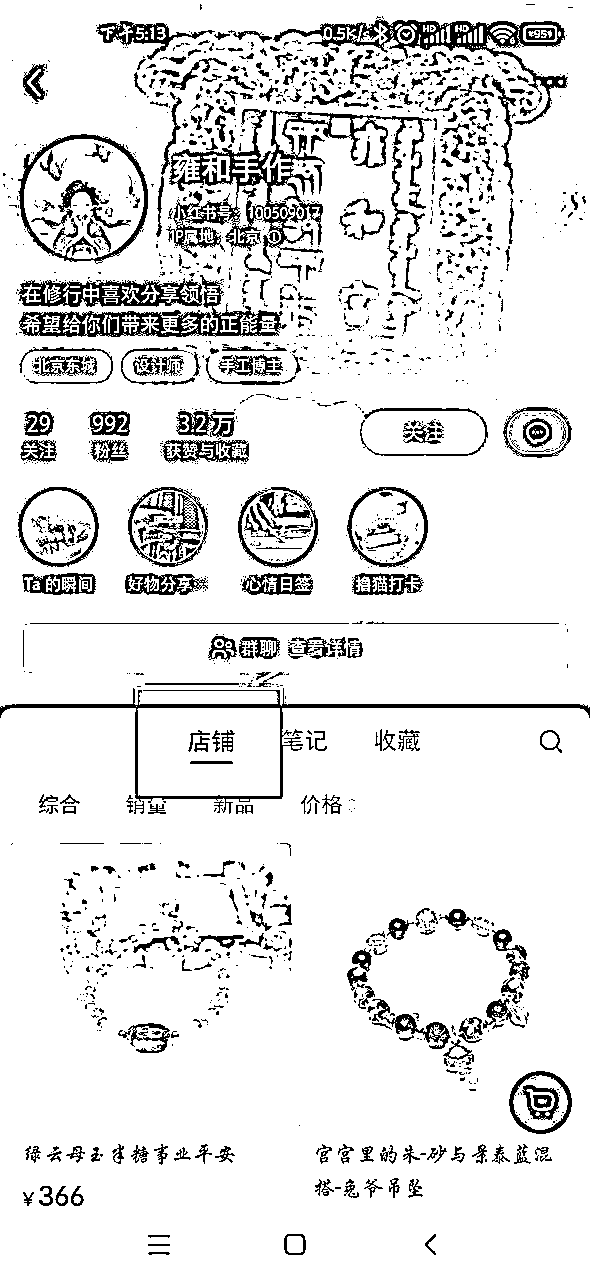 下午5:13
0.5K/s
雍和手作
小红书号：100509017
IP属地：北京
在修行中喜欢分享领悟
希望给你们带来更多的正能量
北京东城 设计师 手工博主
29 992 3.2万
关注 粉丝 获赞与收藏
关注
Ta 的瞬间 好物分享 心情日签 撸猫打卡
群聊 查看详情
店铺 笔记 收藏
综合 销量 新品 价格
绿云母玉手串事业平安
宫宫里的朱-砂与景泰蓝混
搭-兔爷吊坠
¥366